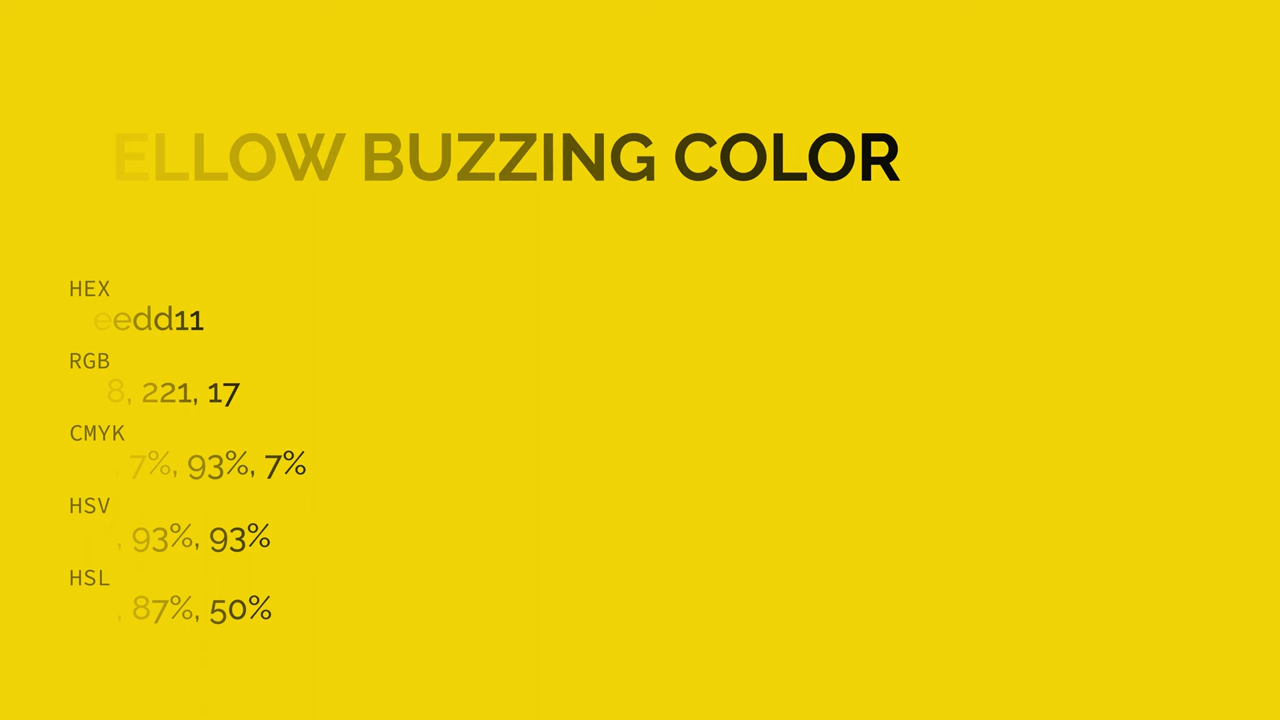 ELLOW BUZZING COLOR
HEX
eedd11
RGB
8, 221, 17
CMYK
, 7%, 93%, 7%
HSV
, 93%, 93%
HSL
, 87%, 50%